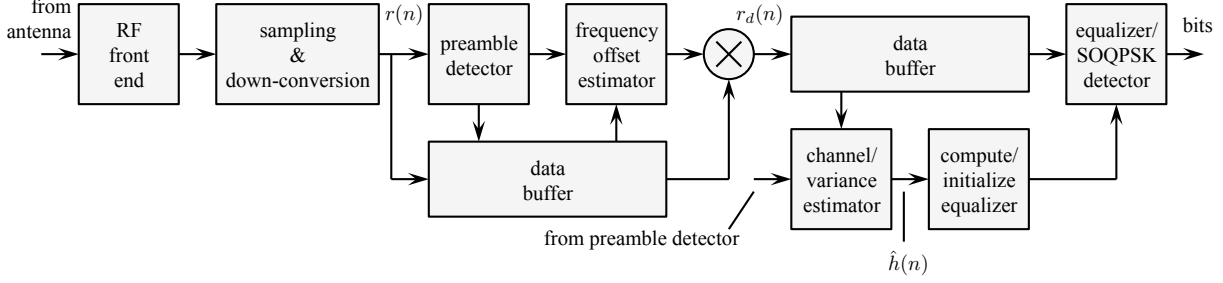 from
antenna
RF
front
end
sampling
&
down-conversion
r(n)
preamble
detector
frequency
offset
estimator
r_d(n)
data
buffer
equalizer/
SOQPSK
detector
bits
data
buffer
channel/
variance
estimator
compute/
initialize
equalizer
from preamble detector
ĥ(n)